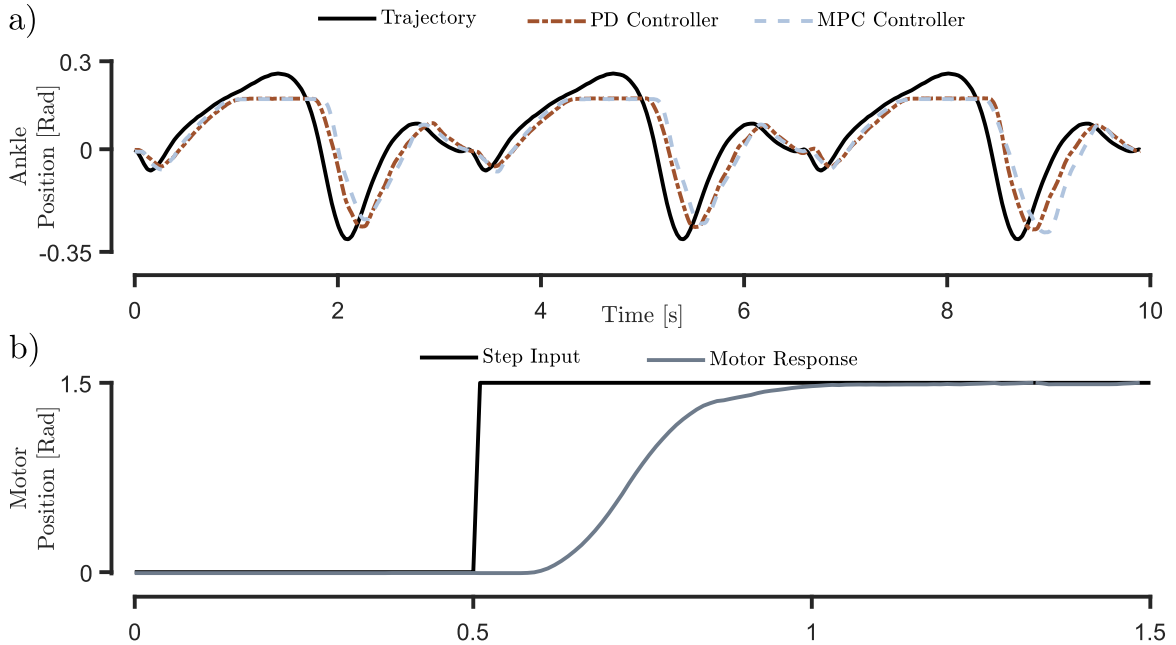 a)
Trajectory
PD Controller
MPC Controller
Ankle
Position [Rad]
0.3
0
-0.35
0
2
4
6
8
10
Time [s]
b)
Step Input
Motor Response
Motor
Position [Rad]
1.5
0
0
0.5
1
1.5